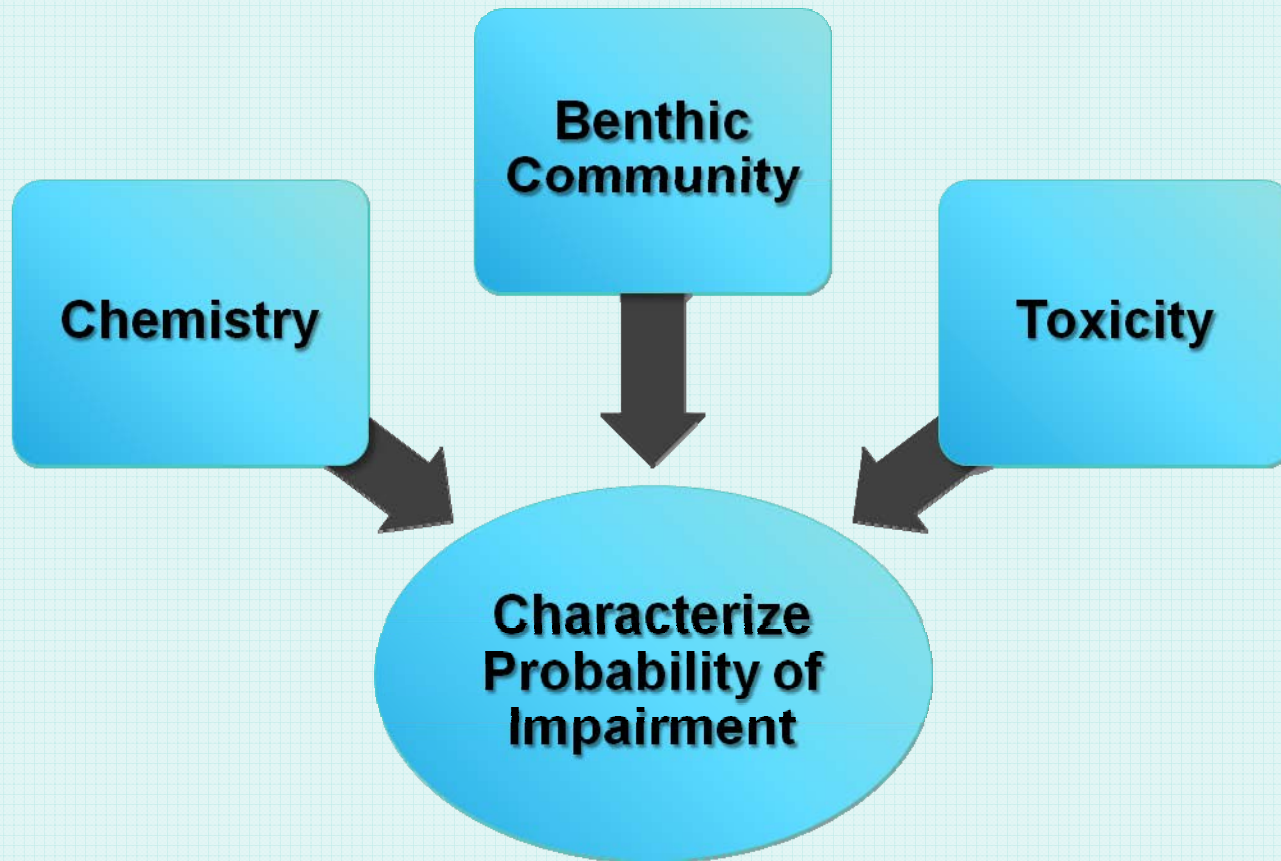 Chemistry
Benthic
Community
Toxicity
Characterize
Probability of
Impairment